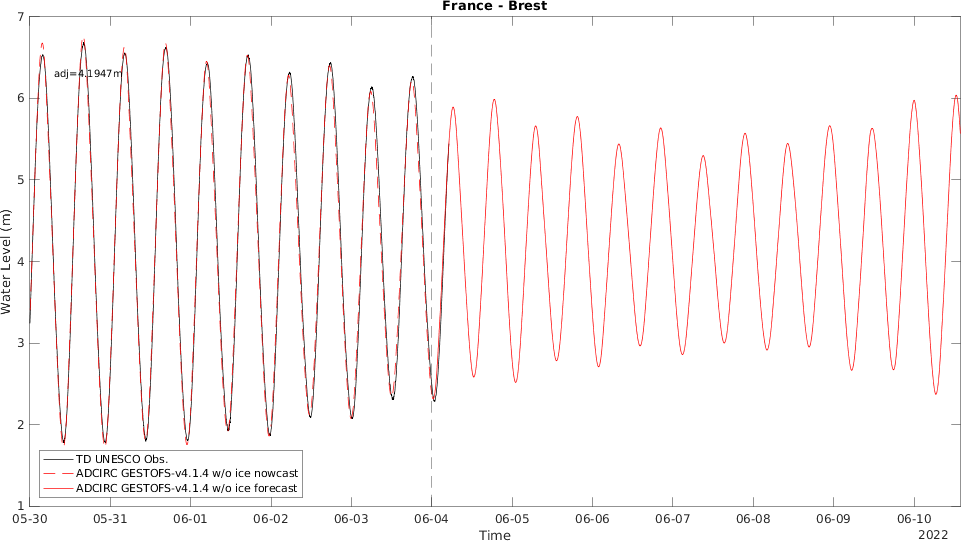 France - Brest
7
6
5
4
3
2
1
Water Level (m)
adj=4.1947m
TD UNESCO Obs.
ADCIRC GESTOFS-v4.1.4 w/o ice nowcast
ADCIRC GESTOFS-v4.1.4 w/o ice forecast
05-30 05-31 06-01 06-02 06-03 06-04 06-05 06-06 06-07 06-08 06-09 06-10
Time
2022